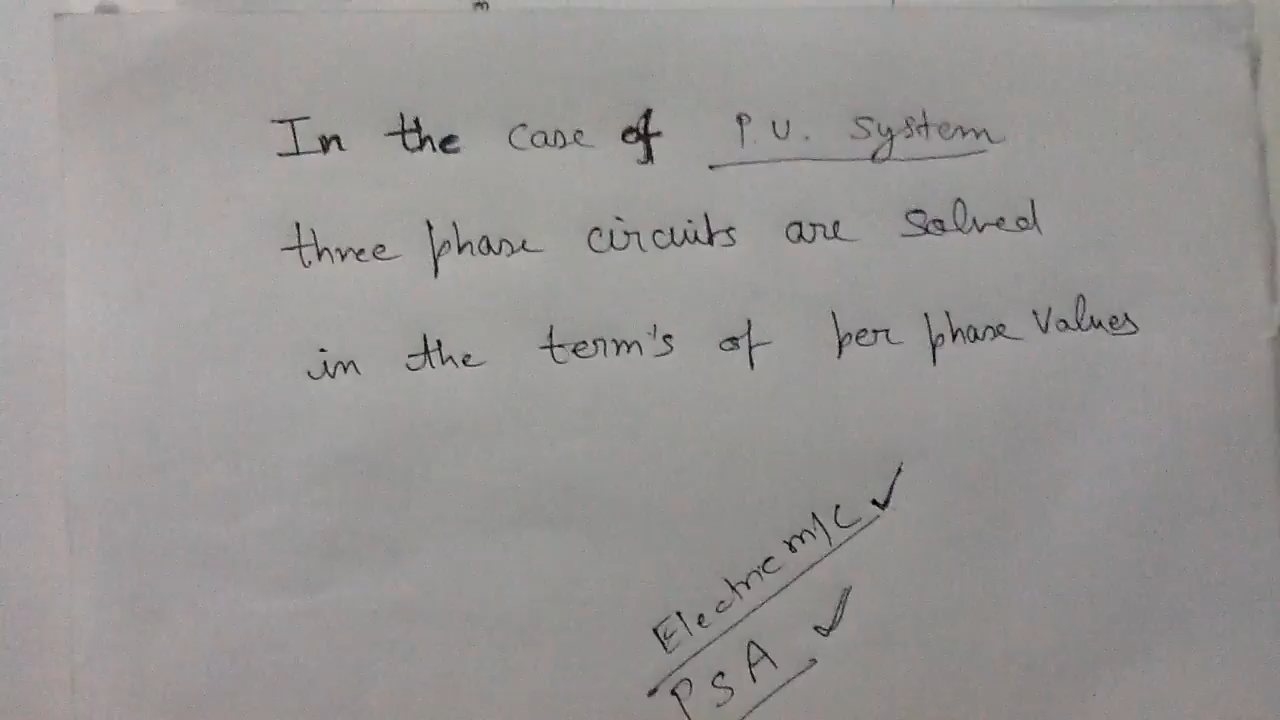 In the case of P.U. system
three phase circuits are solved
in the term's of per phase values
Electric m/c ✓
PSA ✓